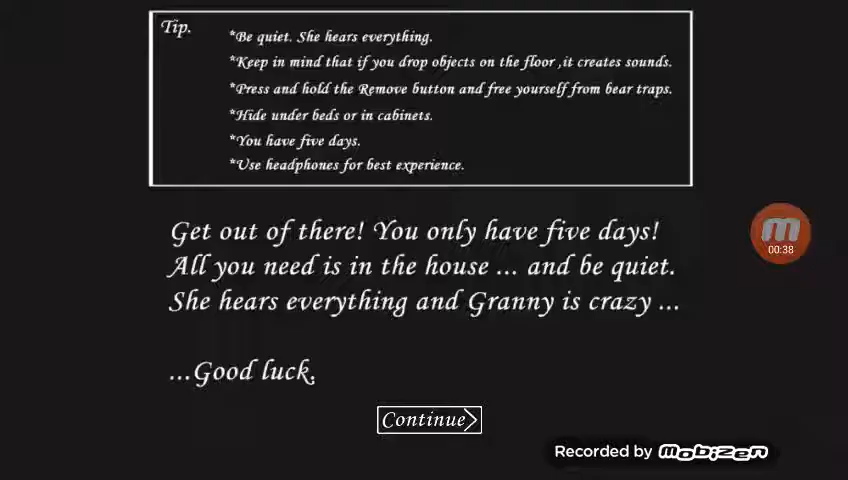 Tip.
*Be quiet. She hears everything.
*Keep in mind that if you drop objects on the floor ,it creates sounds.
*Press and hold the Remove button and free yourself from bear traps.
*Hide under beds or in cabinets.
*You have five days.
*Use headphones for best experience.
Get out of there! You only have five days!
All you need is in the house ... and be quiet.
She hears everything and Granny is crazy ...
...Good luck.
Continue
00:38
Recorded by mobizen